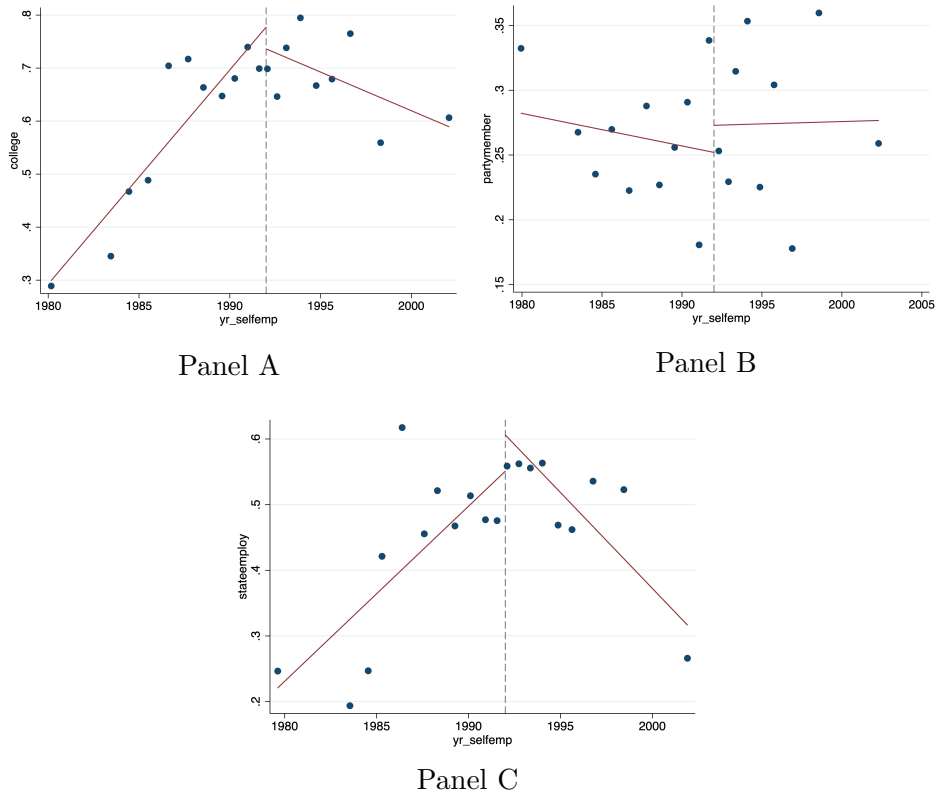 college
.8
.7
.6
.5
.4
.3
1980 1985 1990 1995 2000
yr_selfemp
Panel A
partymember
.35
.3
.25
.2
.15
1980 1985 1990 1995 2000 2005
yr_selfemp
Panel B
stateemploy
.6
.5
.4
.3
.2
1980 1985 1990 1995 2000
yr_selfemp
Panel C